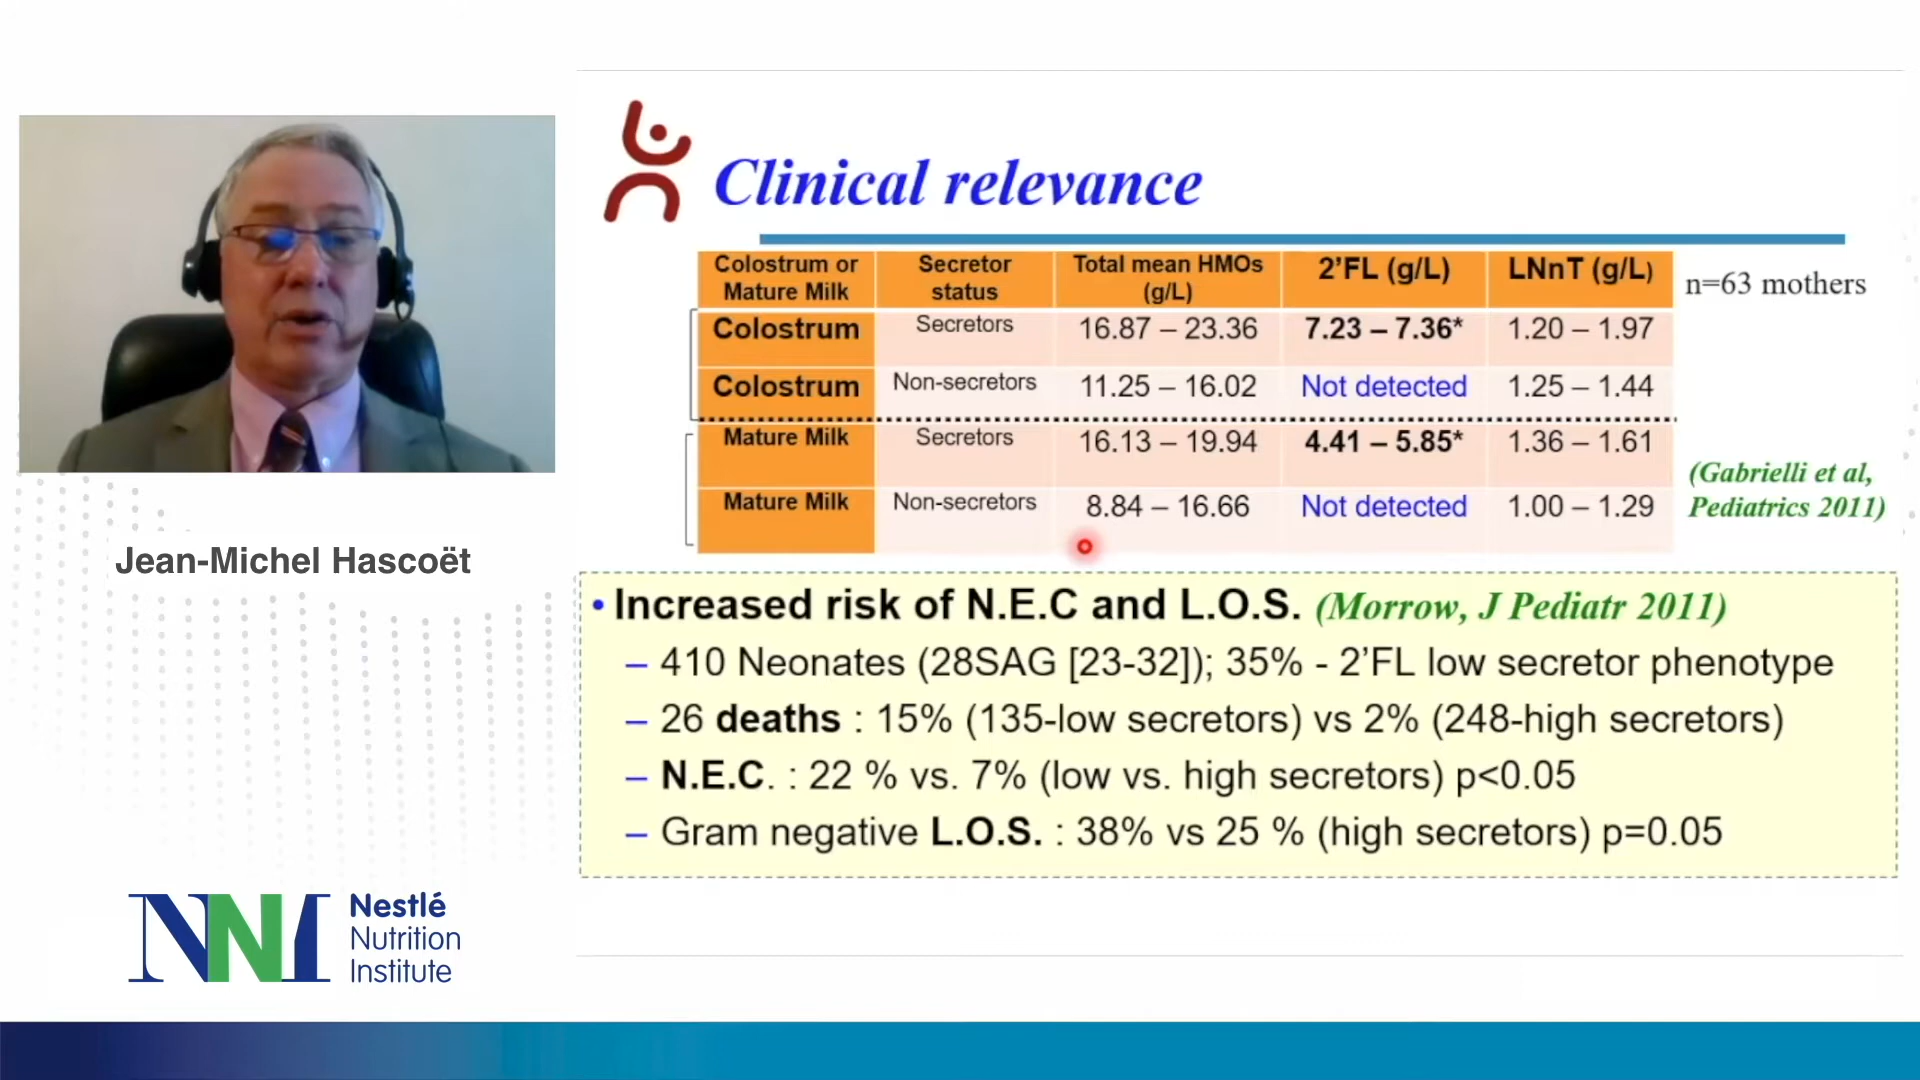 Clinical relevance
Colostrum or Mature Milk
Secretor status
Total mean HMOs (g/L)
2’FL (g/L)
LNnT (g/L)
n=63 mothers
Colostrum Secretors 16.87 – 23.36 7.23 – 7.36* 1.20 – 1.97
Colostrum Non-secretors 11.25 – 16.02 Not detected 1.25 – 1.44
Mature Milk Secretors 16.13 – 19.94 4.41 – 5.85* 1.36 – 1.61
Mature Milk Non-secretors 8.84 – 16.66 Not detected 1.00 – 1.29
(Gabrielli et al,
Pediatrics 2011)
• Increased risk of N.E.C and L.O.S. (Morrow, J Pediatr 2011)
– 410 Neonates (28SAG [23-32]); 35% - 2’FL low secretor phenotype
– 26 deaths : 15% (135-low secretors) vs 2% (248-high secretors)
– N.E.C. : 22 % vs. 7% (low vs. high secretors) p<0.05
– Gram negative L.O.S. : 38% vs 25 % (high secretors) p=0.05
Jean-Michel Hascoët
NNI
Nestlé
Nutrition
Institute